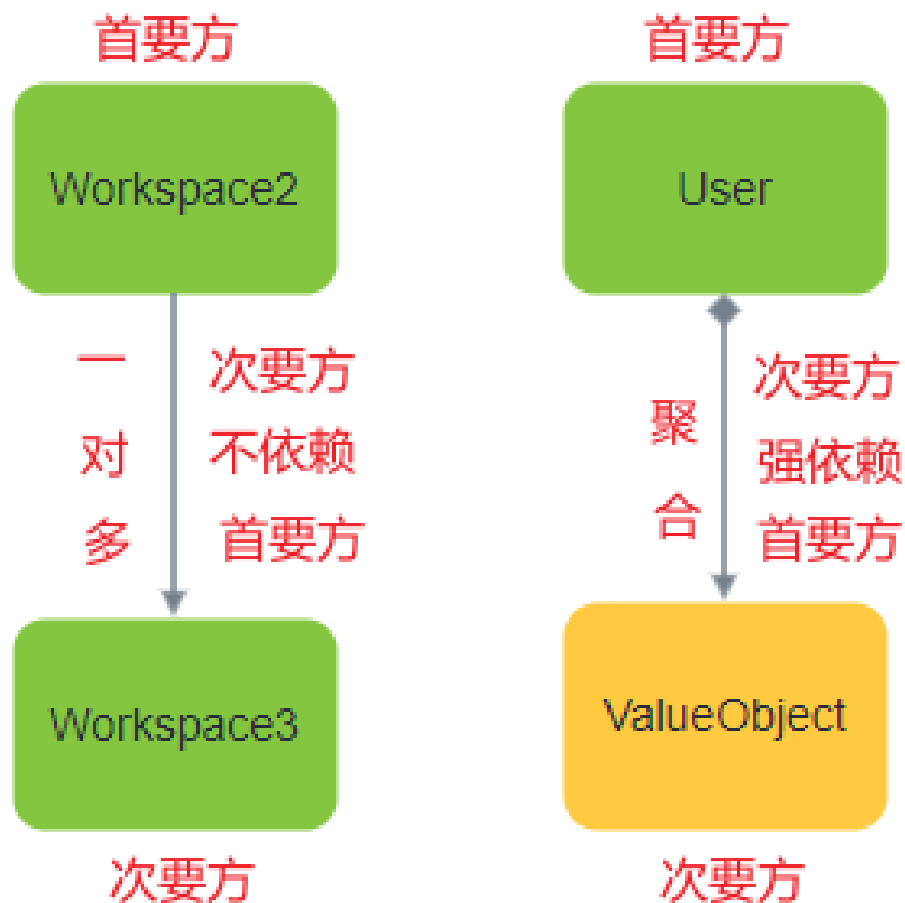 首要方
Workspace2
一对多
次要方
不依赖
首要方
Workspace3
次要方
首要方
User
聚合
次要方
强依赖
首要方
ValueObject
次要方